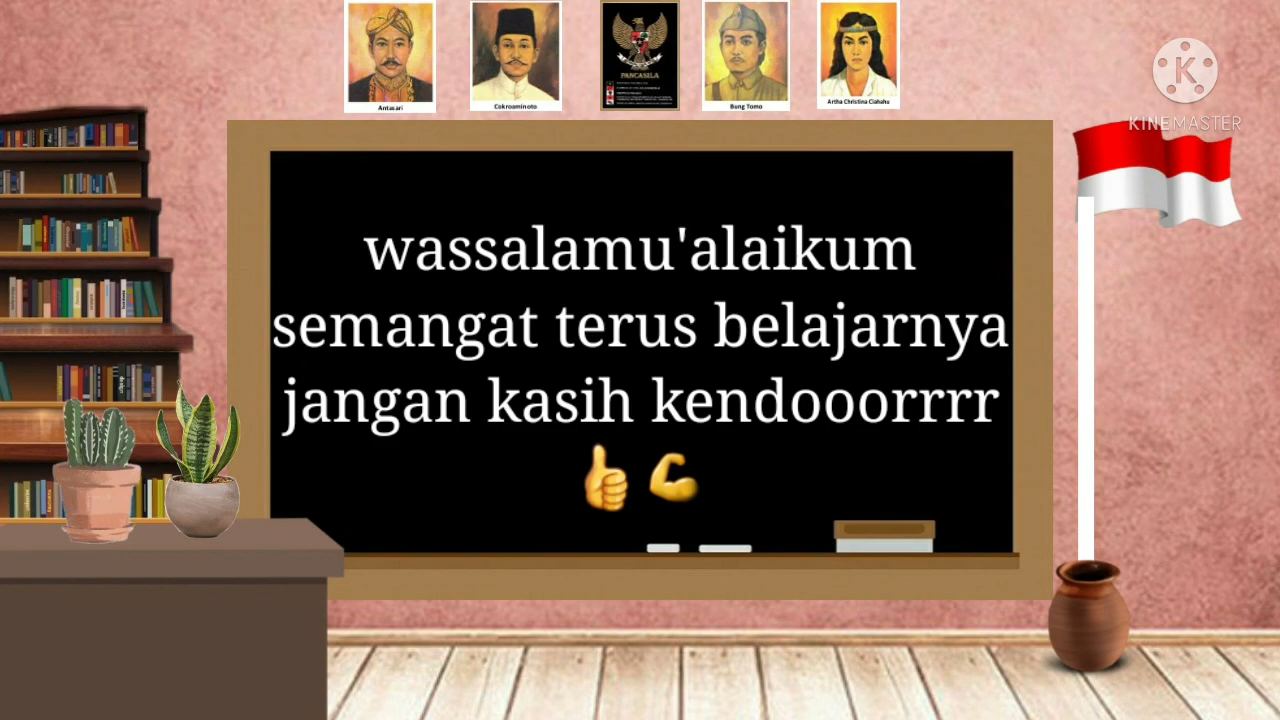 Antasari
Cokroaminoto
PANCASILA
Bung Tomo
Artha Christina Ciahahu
K
KINEMASTER
wassalamu'alaikum
semangat terus belajarnya
jangan kasih kendooorrrr
👍 💪